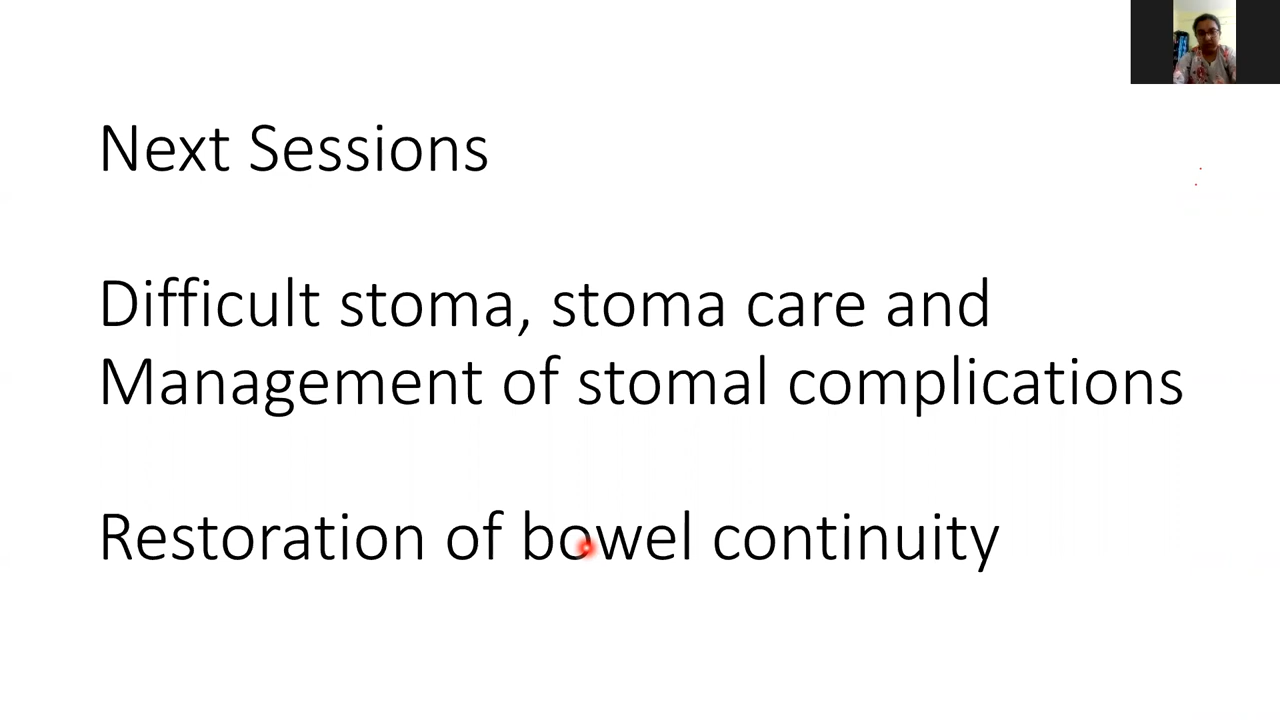 Next Sessions
Difficult stoma, stoma care and
Management of stomal complications
Restoration of bowel continuity